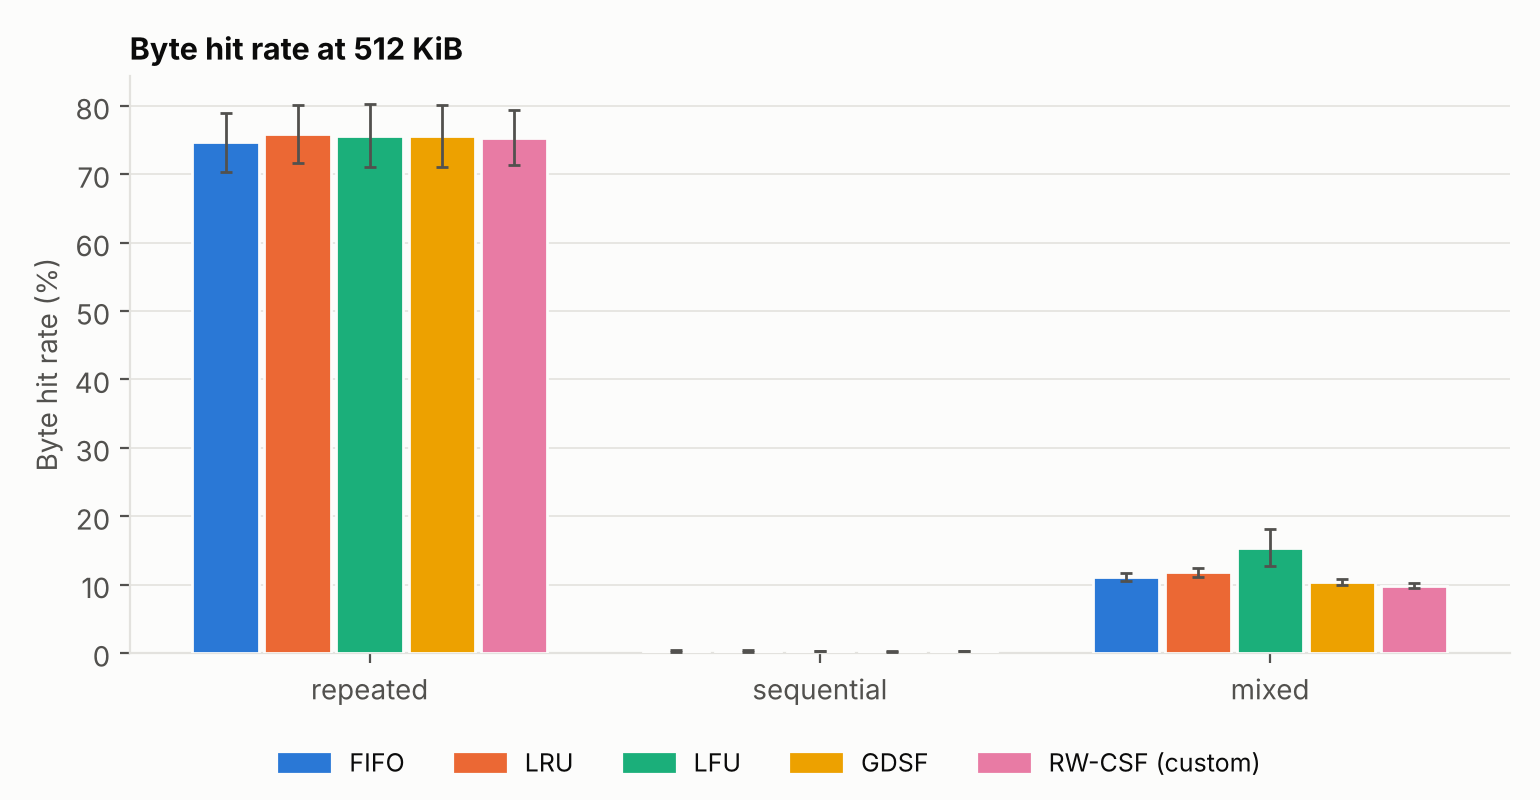 Byte hit rate at 512 KiB
Byte hit rate (%)
80
70
60
50
40
30
20
10
0
repeated sequential mixed
FIFO LRU LFU GDSF RW-CSF (custom)